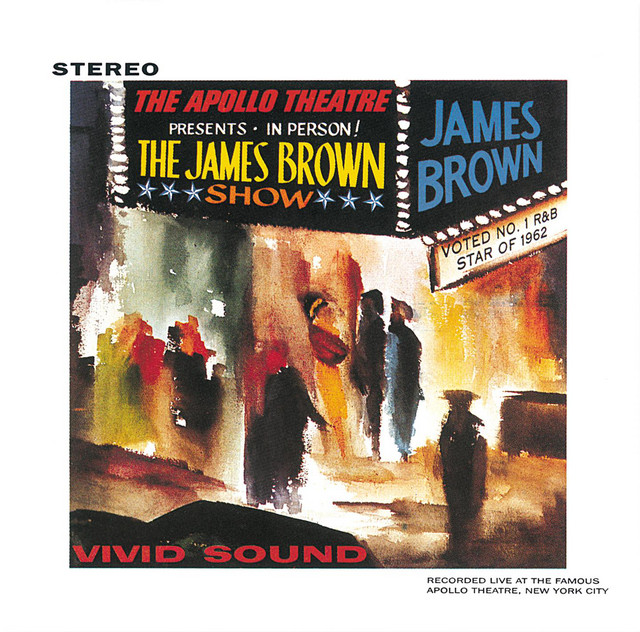 STEREO
THE APOLLO THEATRE
PRESENTS · IN PERSON!
THE JAMES BROWN
SHOW
JAMES
BROWN
VOTED NO. 1 R&B
STAR OF 1962
VIVID SOUND
RECORDED LIVE AT THE FAMOUS
APOLLO THEATRE, NEW YORK CITY